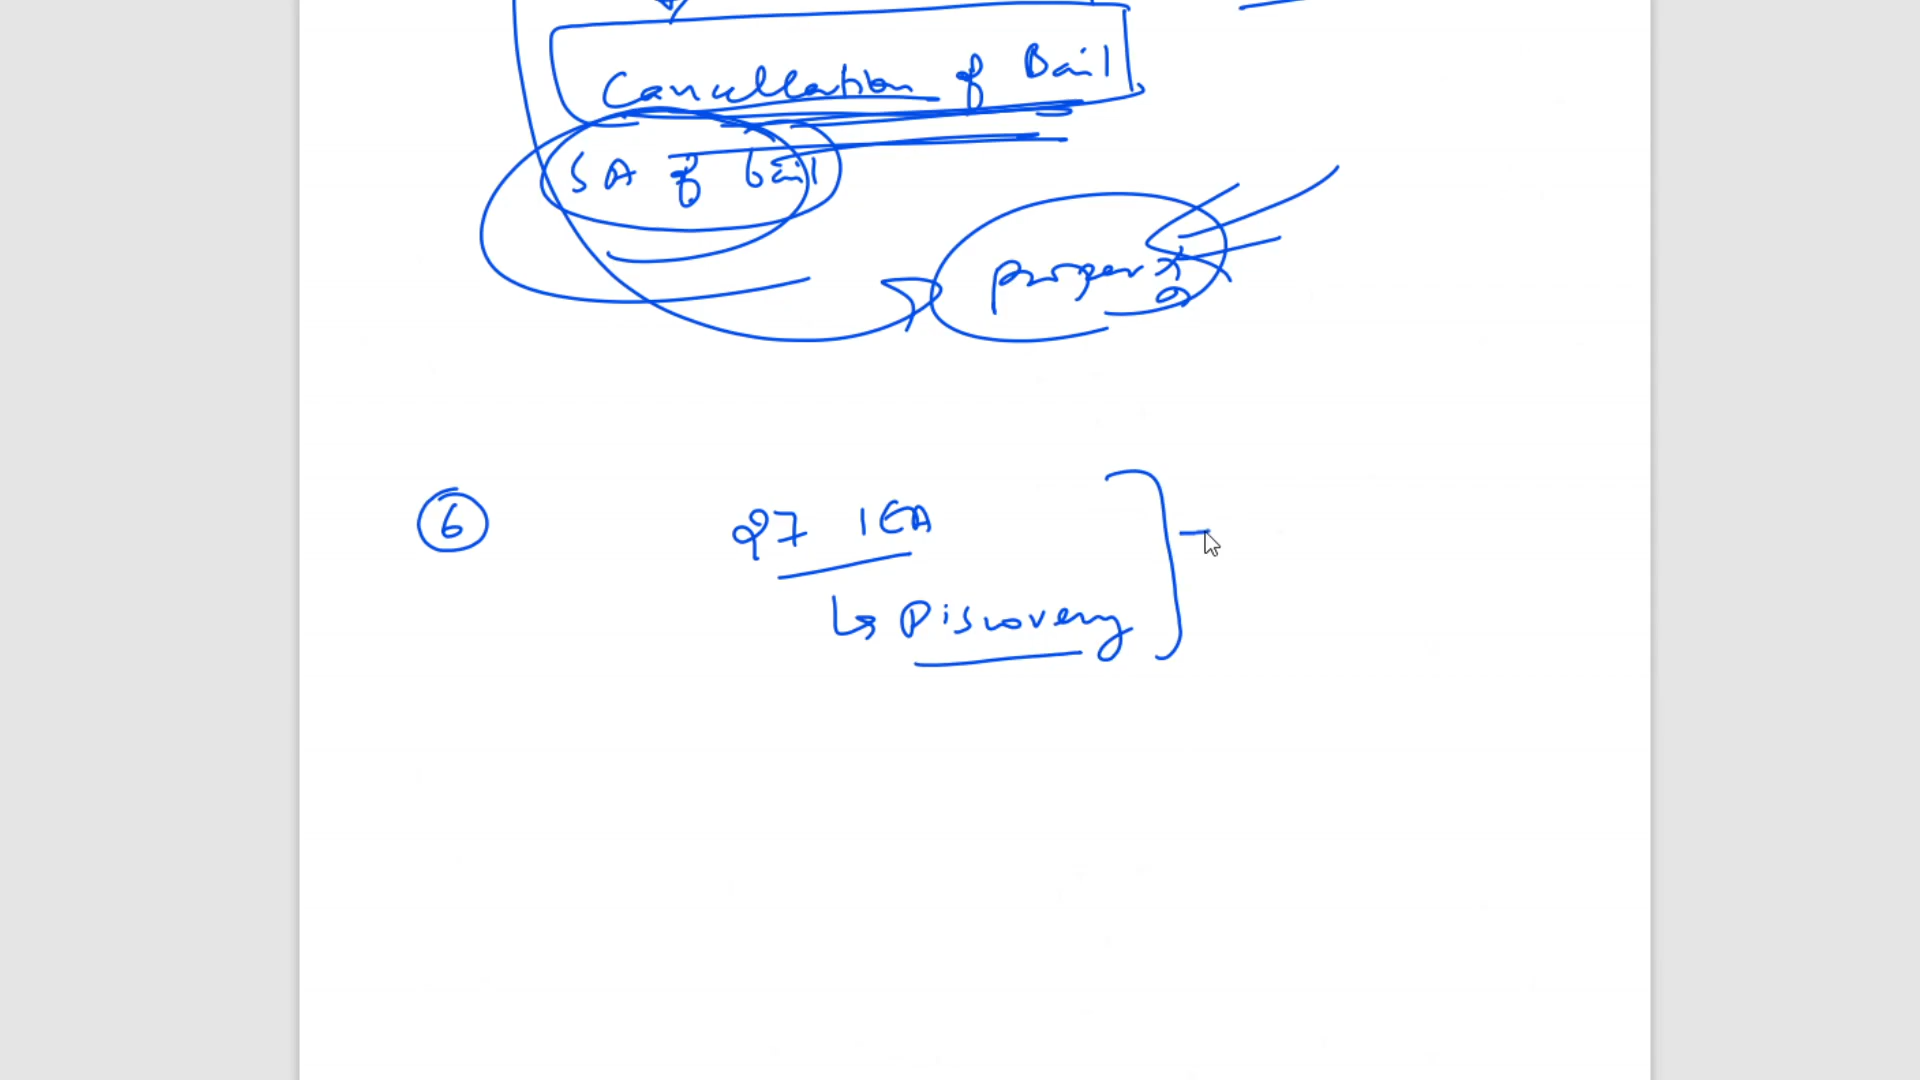 Cancellation of Bail
SA of bail
property
⑥ 27 IEA
↳ Discovery